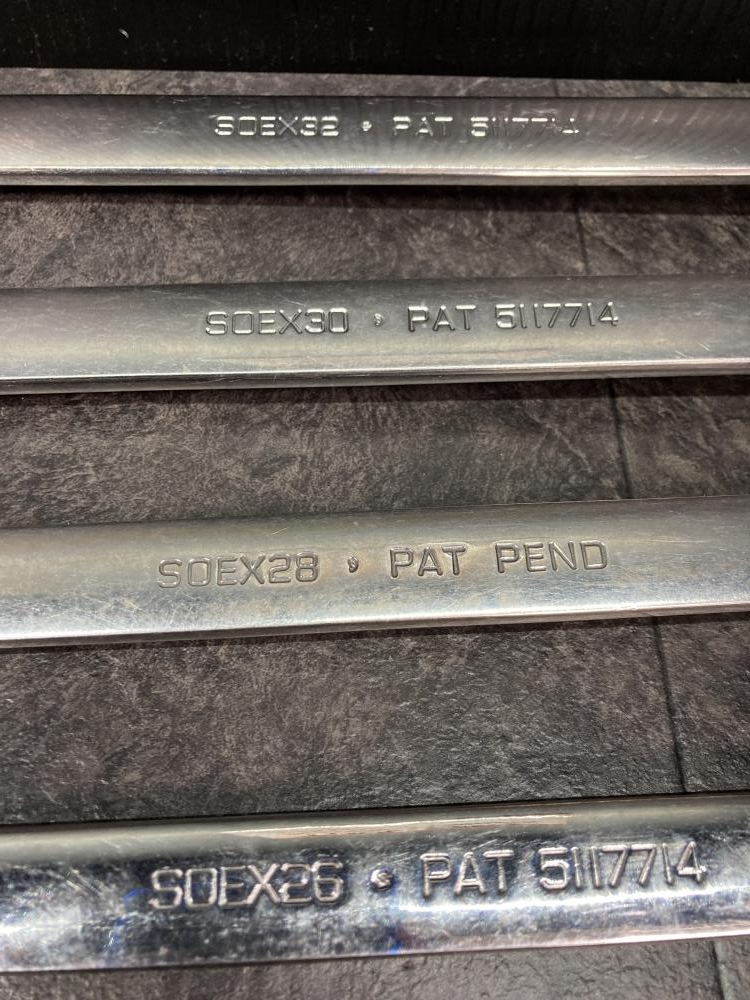 SOEX32 PAT 5117714
SOEX30 PAT 5117714
SOEX28 PAT PEND
SOEX26 PAT 5117714